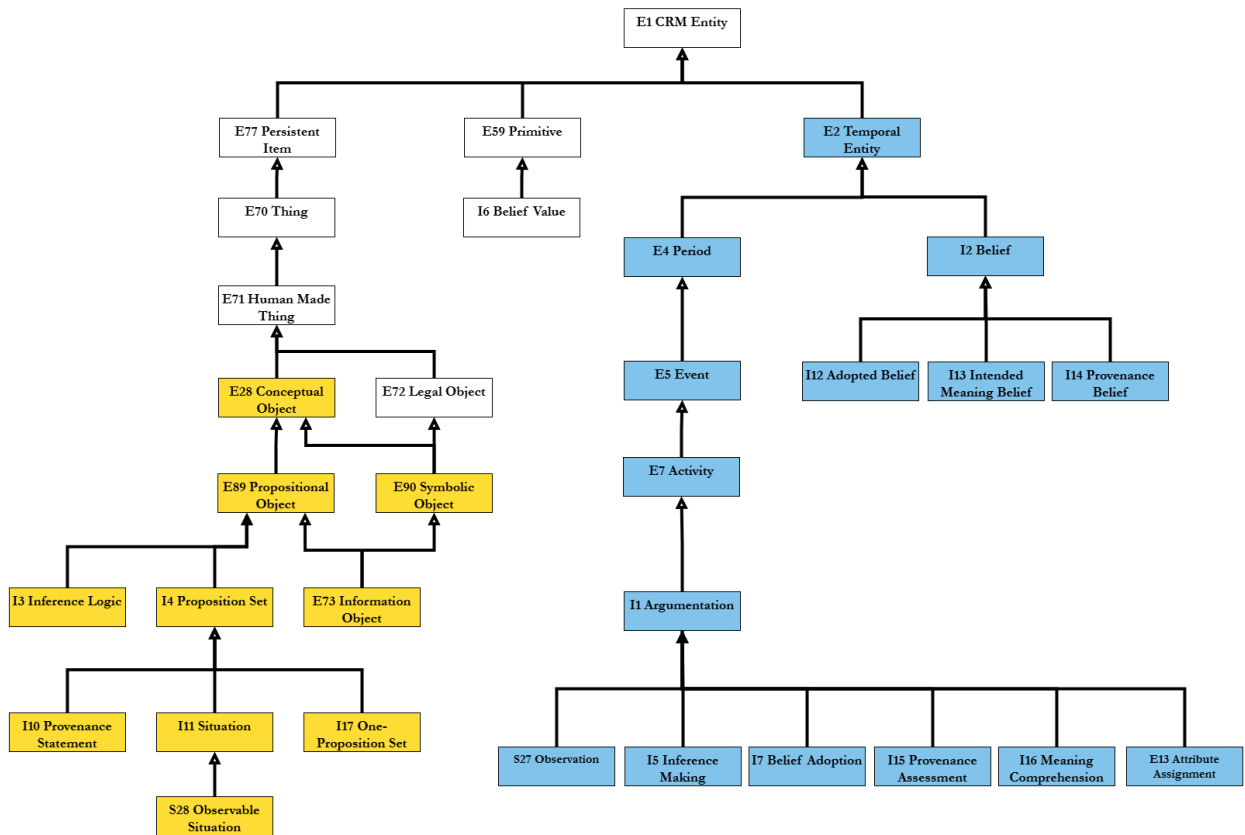 E1 CRM Entity
E77 Persistent
Item
E59 Primitive
E2 Temporal
Entity
E70 Thing
I6 Belief Value
E4 Period
I2 Belief
E71 Human Made
Thing
E28 Conceptual
Object
E72 Legal Object
E5 Event
I12 Adopted Belief
I13 Intended
Meaning Belief
I14 Provenance
Belief
E89 Propositional
Object
E90 Symbolic
Object
E7 Activity
I3 Inference Logic
I4 Proposition Set
E73 Information
Object
I1 Argumentation
I10 Provenance
Statement
I11 Situation
I17 One-
Proposition Set
S27 Observation
I5 Inference
Making
I7 Belief Adoption
I15 Provenance
Assessment
I16 Meaning
Comprehension
E13 Attribute
Assignment
S28 Observable
Situation